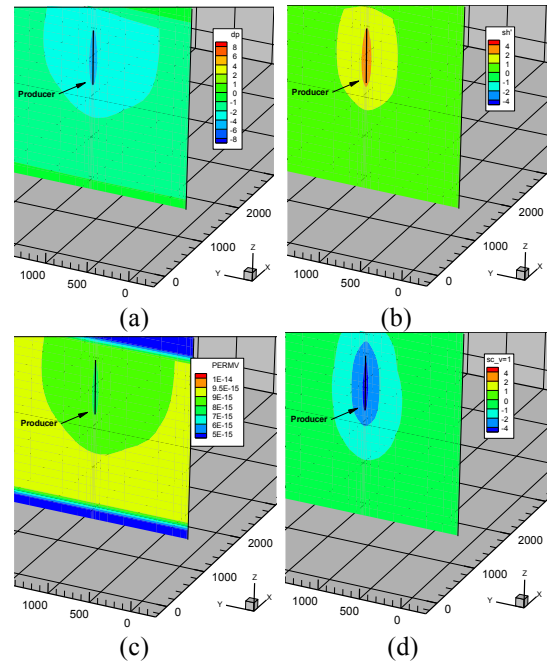 dp
8
6
4
2
1
0
-1
-2
-4
-6
-8
Producer
2000
1000
0
1000
500
0
Z
Y
X
(a)
sh'
4
2
1
0
-1
-2
-4
Producer
2000
1000
0
1000
500
0
Z
Y
X
(b)
PERMV
1E-14
9.5E-15
9E-15
8E-15
7E-15
6E-15
5E-15
Producer
2000
1000
0
1000
500
0
Z
Y
X
(c)
sc_v=1
4
2
1
0
-1
-2
-4
Producer
2000
1000
0
1000
500
0
Z
Y
X
(d)